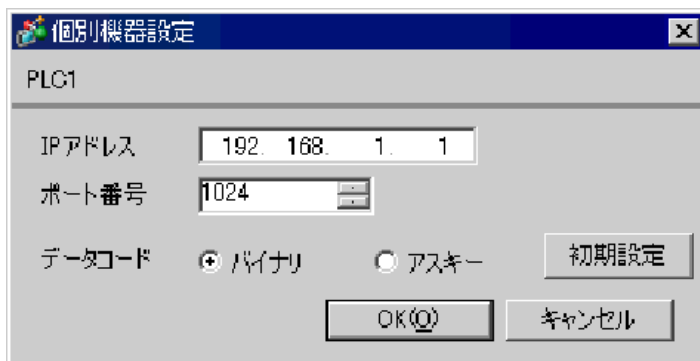 個別機器設定
PLC1
IPアドレス 192. 168. 1. 1
ポート番号 1024
データコード バイナリ アスキー 初期設定
OK(O) キャンセル